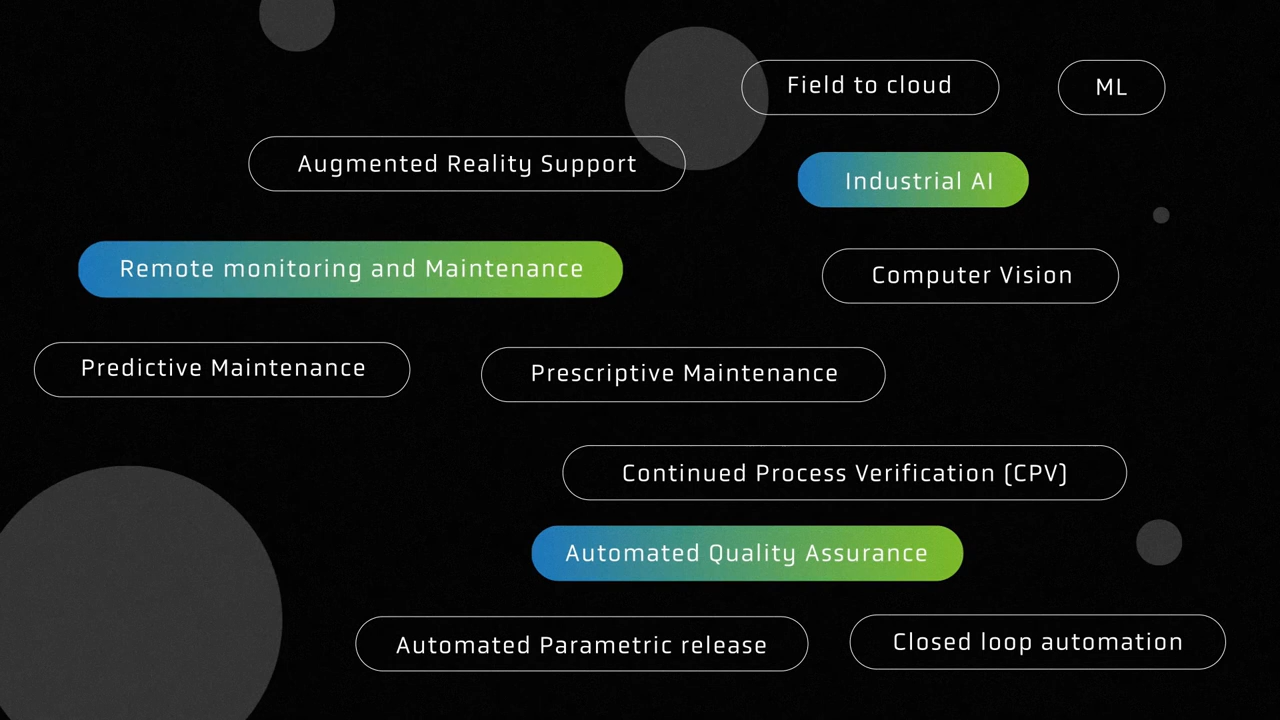 Field to cloud
ML
Augmented Reality Support
Industrial AI
Remote monitoring and Maintenance
Computer Vision
Predictive Maintenance
Prescriptive Maintenance
Continued Process Verification (CPV)
Automated Quality Assurance
Automated Parametric release
Closed loop automation